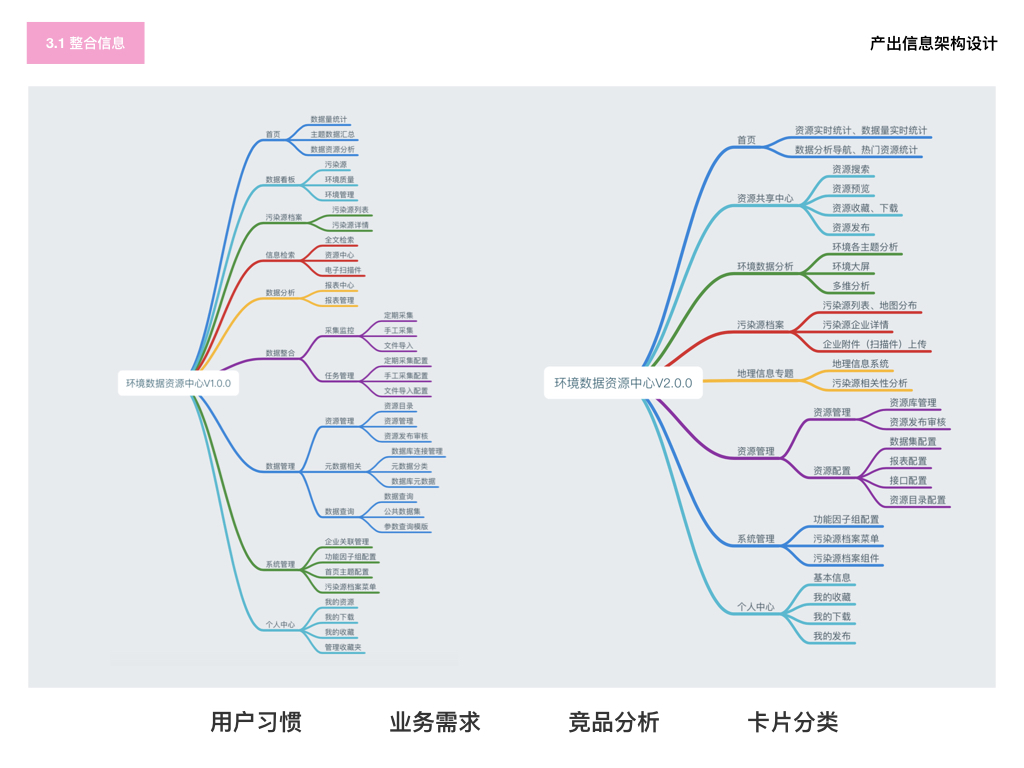 3.1 整合信息
产出信息架构设计
环境数据资源中心V1.0.0
首页
数据量统计
主题数据汇总
数据资源分析
数据看板
污染源
环境质量
环境管理
污染源档案
污染源列表
污染源详情
信息检索
全文检索
资源中心
电子扫描件
数据分析
报表中心
报表管理
数据整合
采集监控
定期采集
手工采集
文件导入
任务管理
定期采集配置
手工采集配置
文件导入配置
数据管理
资源管理
资源目录
资源管理
资源发布审核
元数据相关
数据库连接管理
元数据分类
数据库元数据
数据查询
数据查询
公共数据集
参数查询模版
系统管理
企业关联管理
功能因子组配置
首页主题配置
污染源档案菜单
个人中心
我的资源
我的下载
我的收藏
管理收藏夹
环境数据资源中心V2.0.0
首页
资源实时统计、数据量实时统计
数据分析导航、热门资源统计
资源共享中心
资源搜索
资源预览
资源收藏、下载
资源发布
环境数据分析
环境各主题分析
环境大屏
多维分析
污染源档案
污染源列表、地图分布
污染源企业详情
企业附件（扫描件）上传
地理信息专题
地理信息系统
污染源相关性分析
资源管理
资源管理
资源库管理
资源发布审核
资源配置
数据集配置
报表配置
接口配置
资源目录配置
系统管理
功能因子组配置
污染源档案菜单
污染源档案组件
个人中心
基本信息
我的收藏
我的下载
我的发布
用户习惯
业务需求
竞品分析
卡片分类